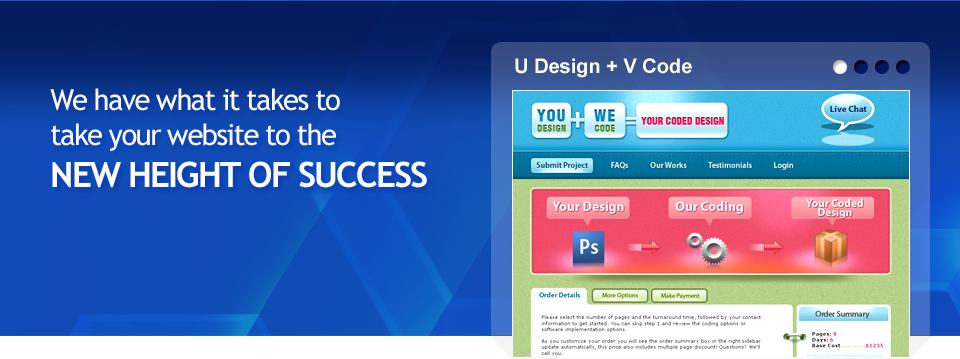 We have what it takes to
take your website to the
NEW HEIGHT OF SUCCESS
U Design + V Code
YOU
DESIGN
+
WE
CODE
=
YOUR CODED DESIGN
Live Chat
Submit Project
FAQs
Our Works
Testimonials
Login
Your Design
Our Coding
Your Coded
Design
Ps
Order Details
More Options
Make Payment
Please select the number of pages and the turnaround time, followed by your contact
information to get started. You can skip step 1 and review the coding options or
software implementation options.
As you customize your order you will see the order summary box in the right sidebar
update automatically, this price also includes multiple page discount! Questions? We'll
call you.
Order Summary
Pages: 8
Days: 6
Base Cost............$1235